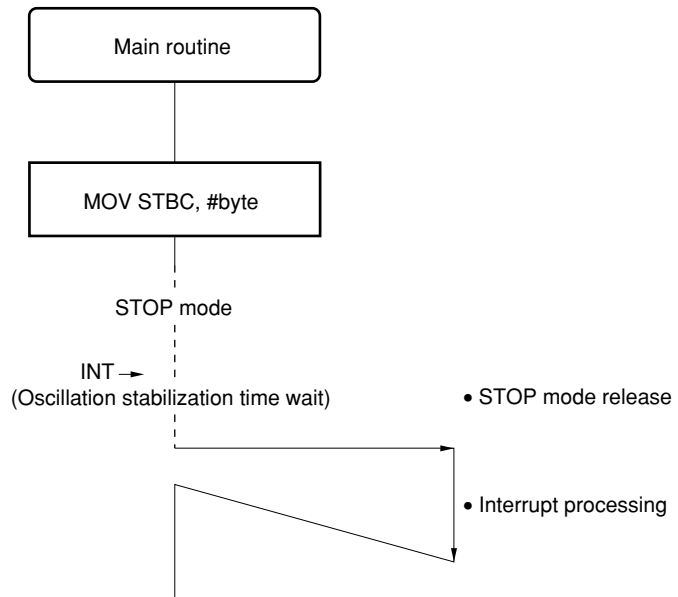 Main routine
MOV STBC, #byte
STOP mode
INT →
(Oscillation stabilization time wait)
• STOP mode release
• Interrupt processing